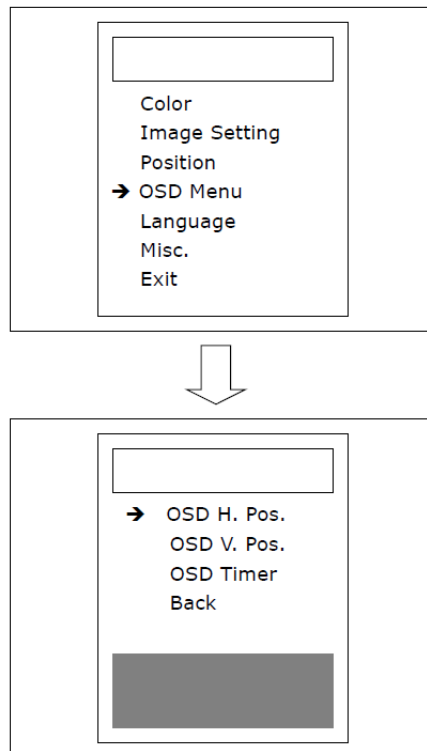 Color
Image Setting
Position
➔ OSD Menu
Language
Misc.
Exit
➔ OSD H. Pos.
OSD V. Pos.
OSD Timer
Back